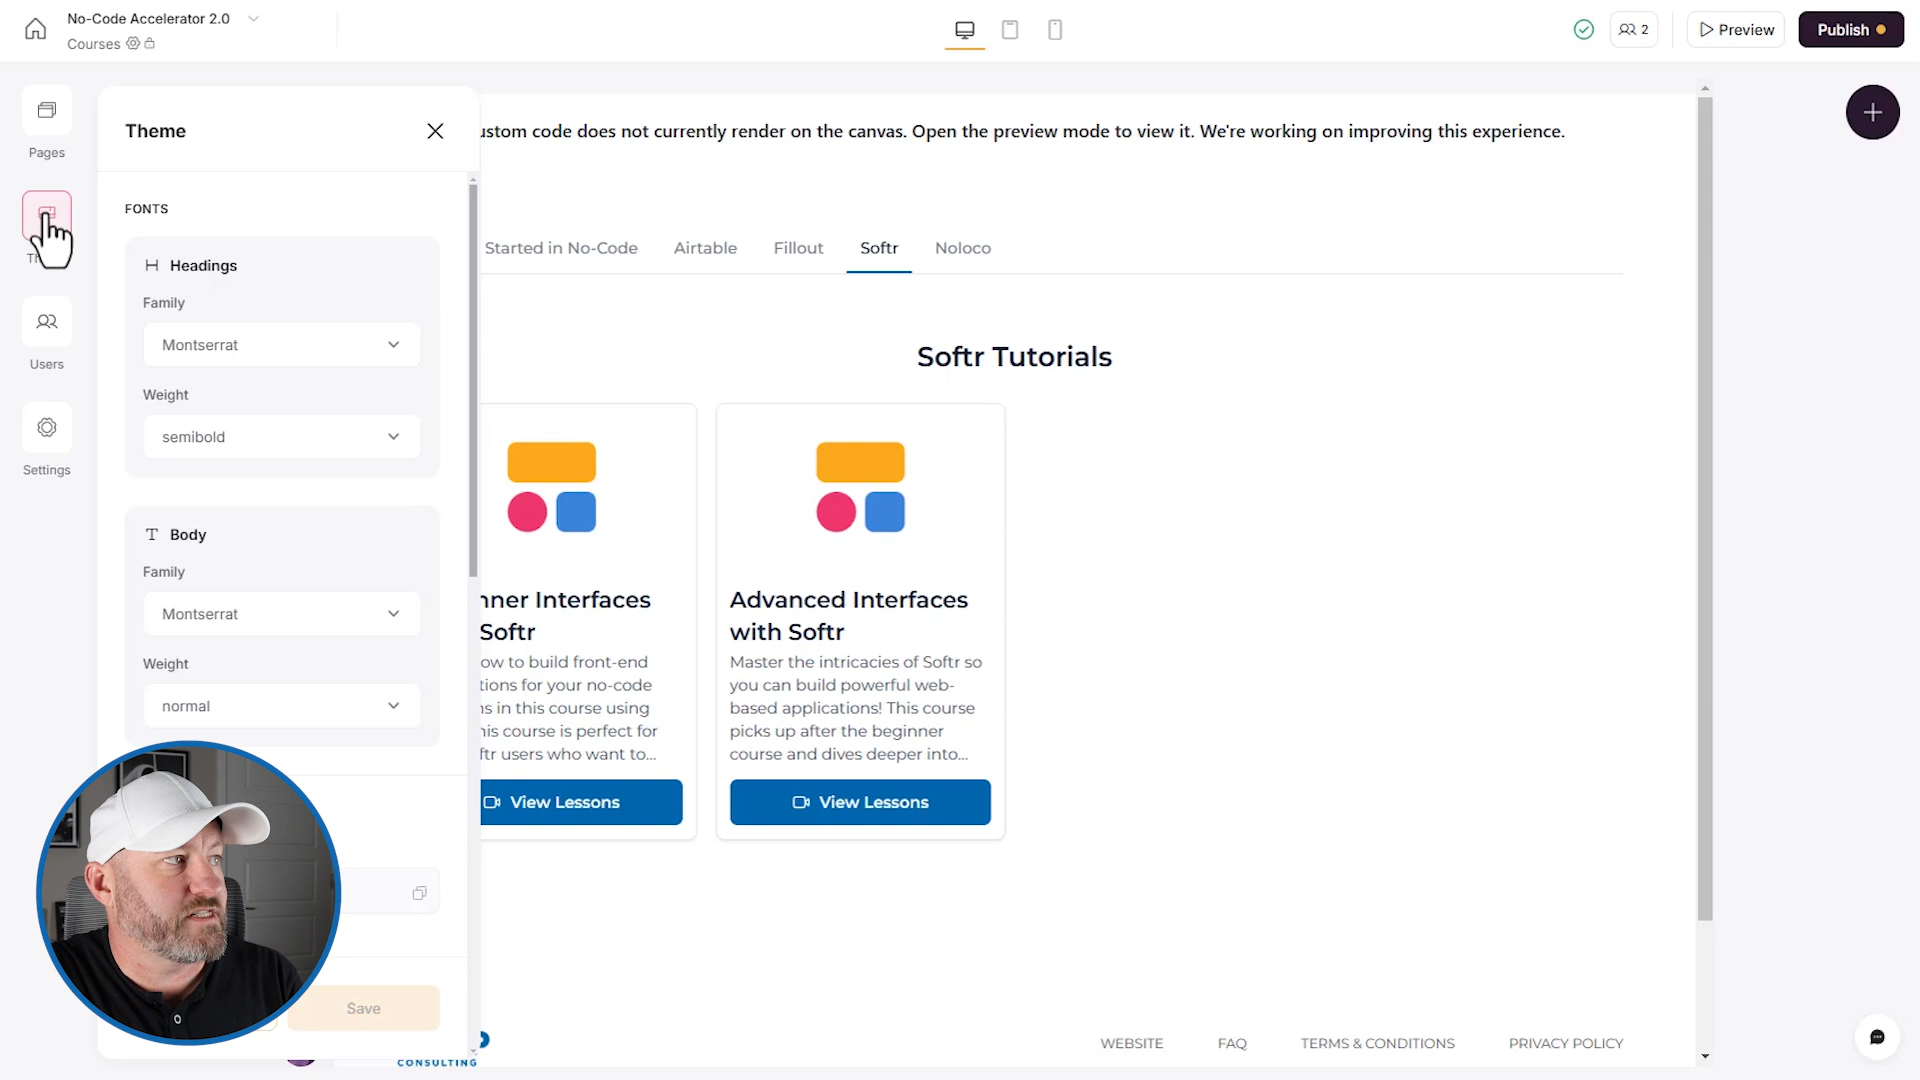 No-Code Accelerator 2.0
Courses
2
Preview
Publish
Pages
Users
Settings
Theme
FONTS
Headings
Family
Montserrat
Weight
semibold
Body
Family
Montserrat
Weight
normal
Save
ustom code does not currently render on the canvas. Open the preview mode to view it. We're working on improving this experience.
Started in No-Code
Airtable
Fillout
Softr
Noloco
Softr Tutorials
nner Interfaces
Softr
ow to build front-end
tions for your no-code
ns in this course using
his course is perfect for
ftr users who want to...
View Lessons
Advanced Interfaces
with Softr
Master the intricacies of Softr so
you can build powerful web-
based applications! This course
picks up after the beginner
course and dives deeper into...
View Lessons
CONSULTING
WEBSITE
FAQ
TERMS & CONDITIONS
PRIVACY POLICY